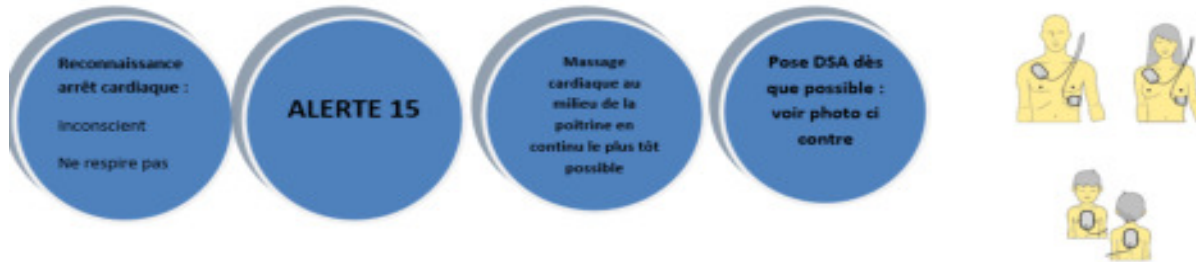 Reconnaissance
arrêt cardiaque :
Inconscient
Ne respire pas
ALERTE 15
Massage
cardiaque au
milieu de la
poitrine en
continu le plus tôt
possible
Pose DSA dès
que possible :
voir photo ci
contre